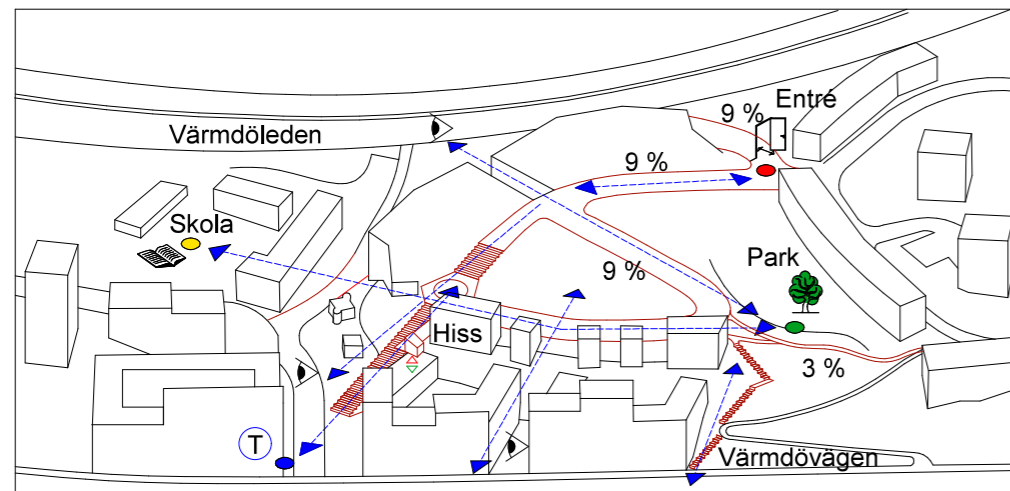 Entré
9 %
Värmdöleden
9 %
Skola
Park
9 %
Hiss
3 %
T
Värmdövägen